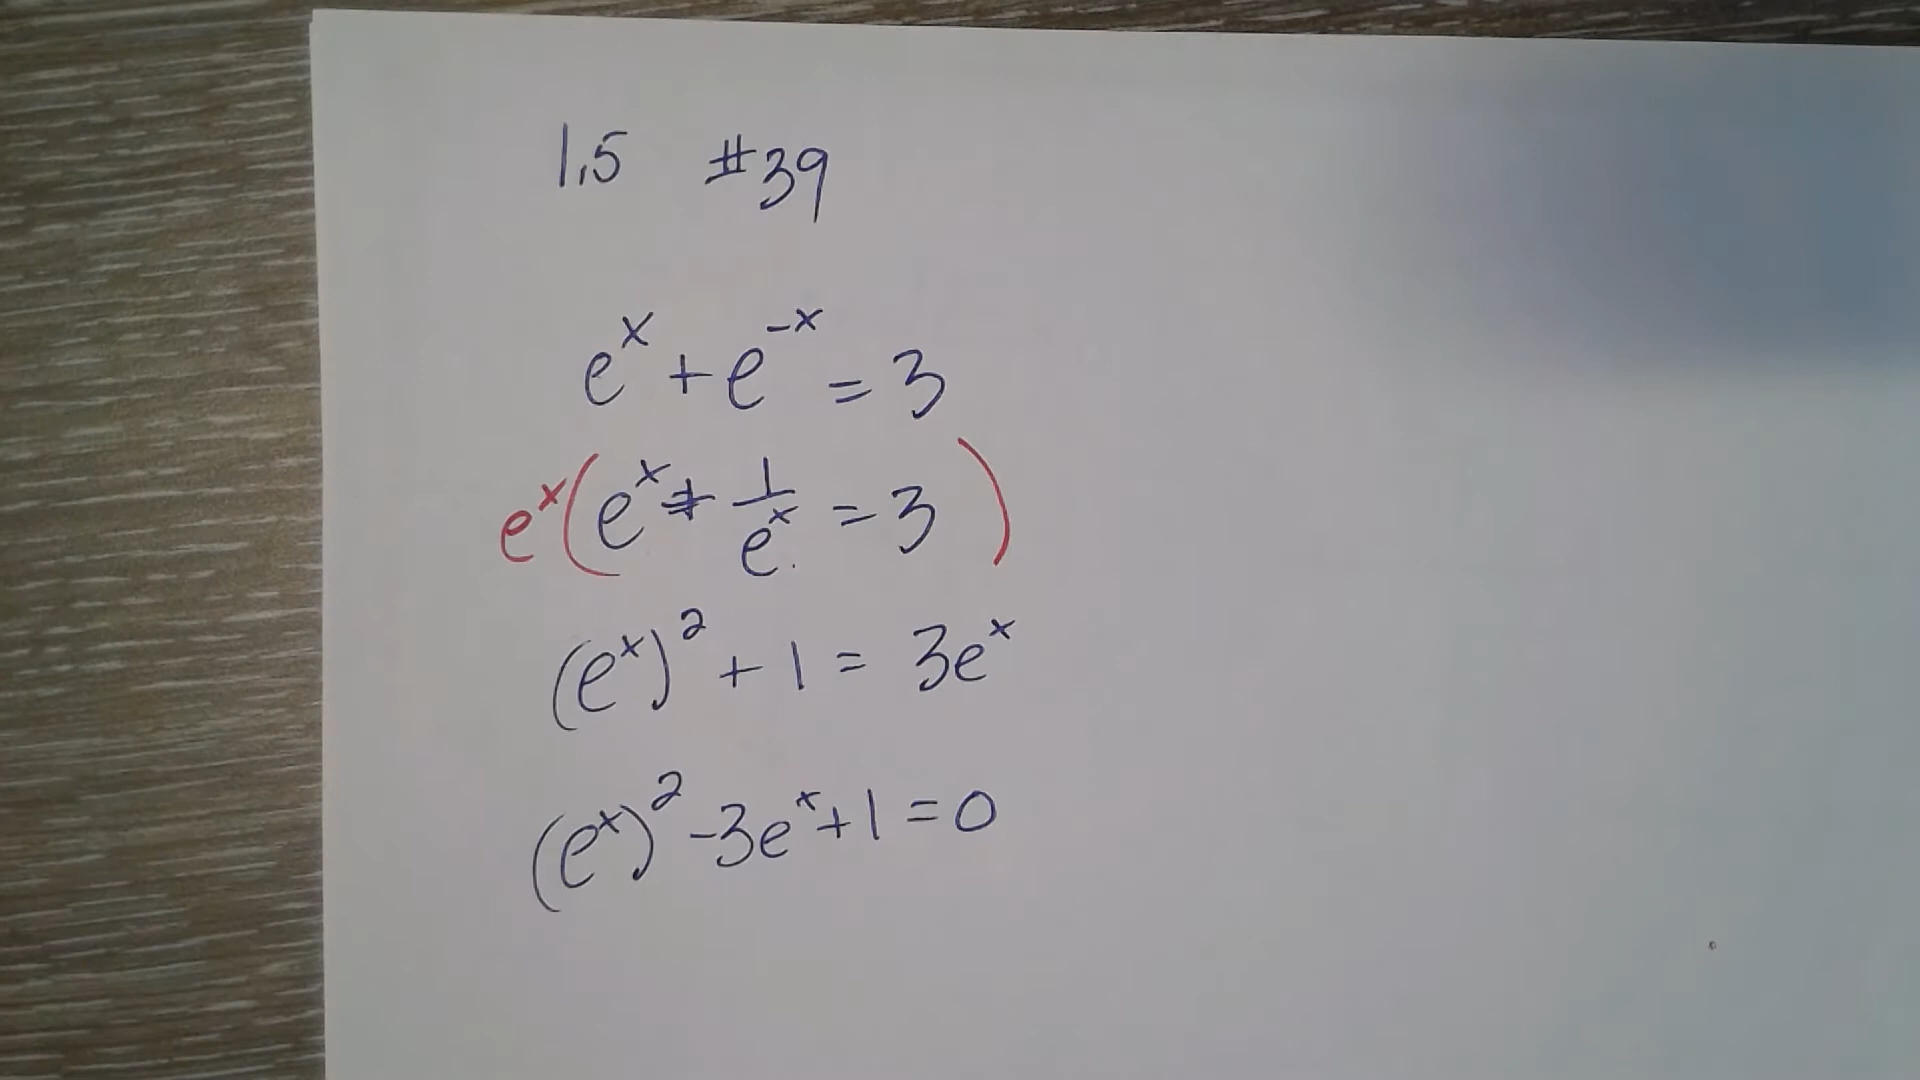 1.5 #39
e^x + e^-x = 3
e^x ( e^x + 1/e^x = 3 )
(e^x)^2 + 1 = 3e^x
(e^x)^2 - 3e^x + 1 = 0